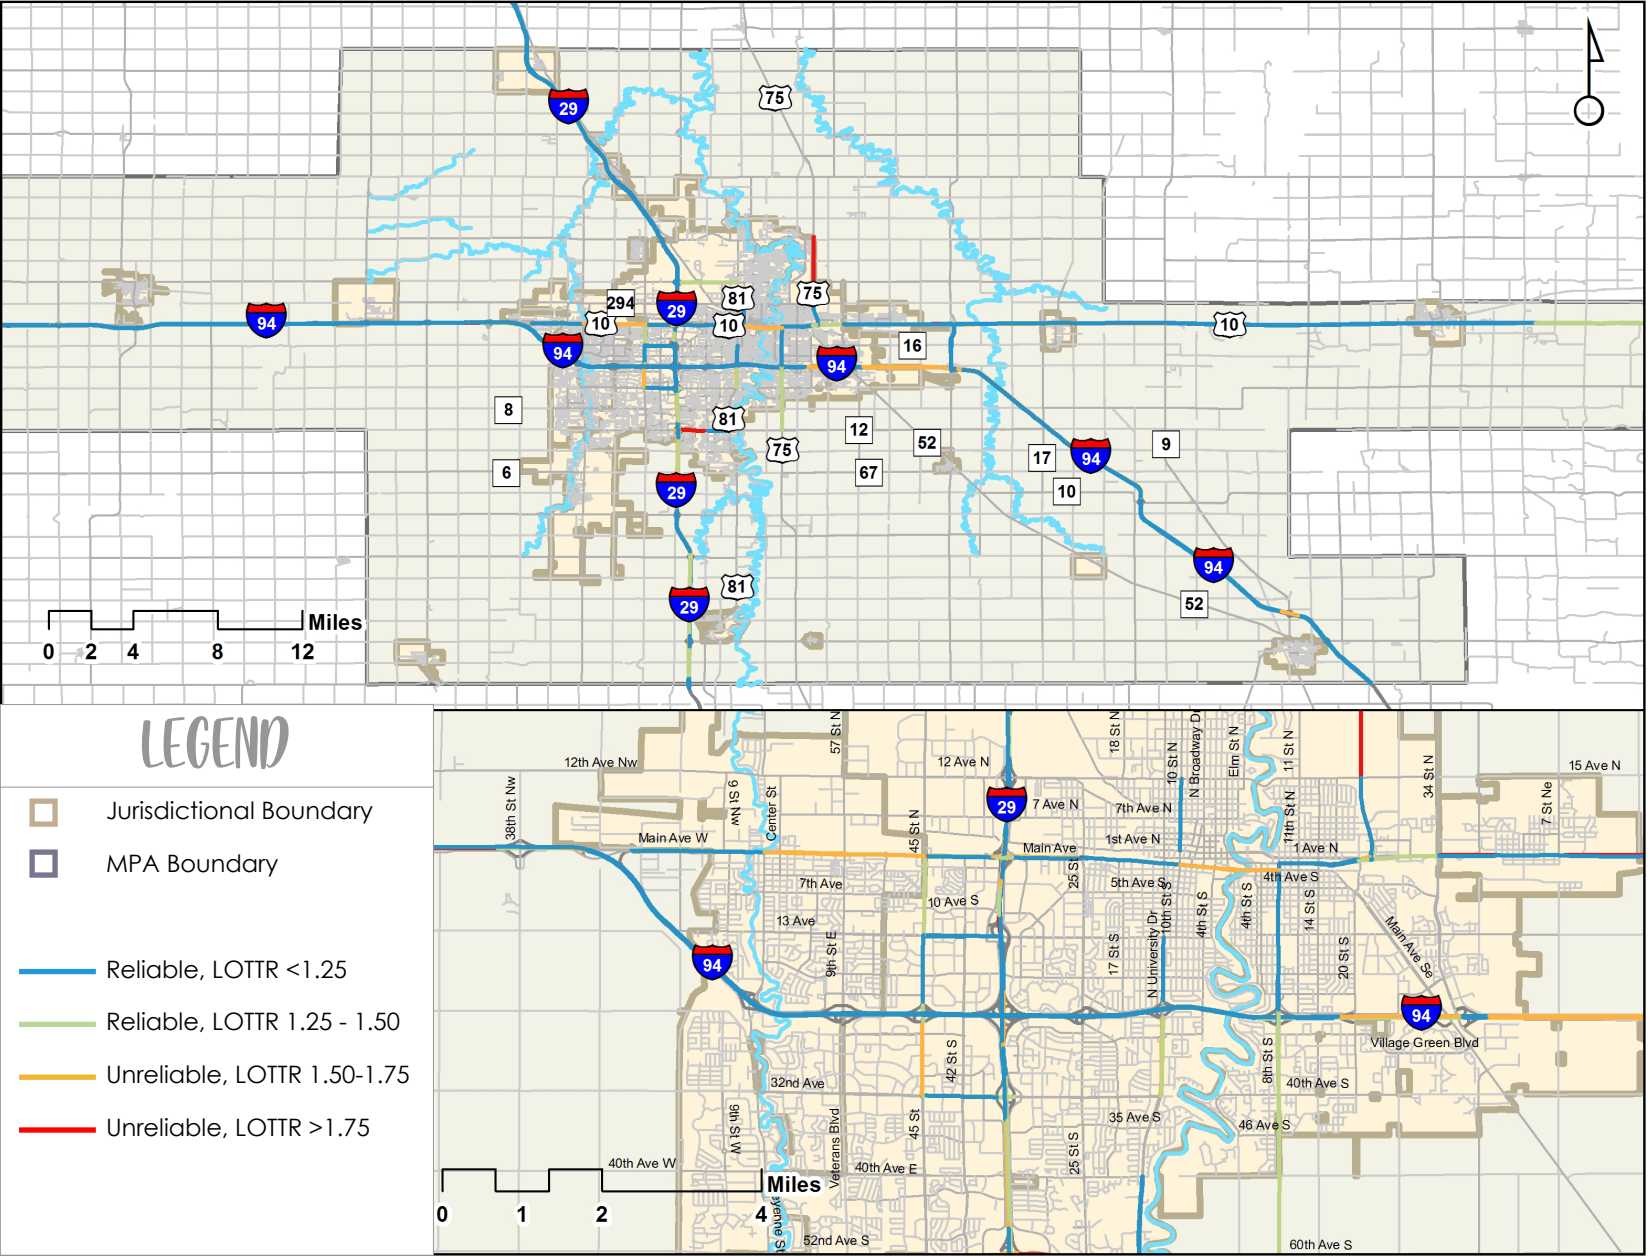 75
29
294
81
75
94
10
29
10
10
94
94
16
8
81
12
52
9
75
17
94
6
67
10
29
94
81
29
52
Miles
0 2 4 8 12
LEGEND
Jurisdictional Boundary
MPA Boundary
Reliable, LOTTR <1.25
Reliable, LOTTR 1.25 - 1.50
Unreliable, LOTTR 1.50-1.75
Unreliable, LOTTR >1.75
57 St N
18 St N
10 St N
N Broadway Dr
Elm St N
11 St N
12th Ave Nw
12 Ave N
34 St N
15 Ave N
38th St Nw
9 St Nw
Center St
29
7 Ave N
7th Ave N
7 St Ne
45 St N
11th St N
Main Ave W
Main Ave
1st Ave N
1 Ave N
25 St
7th Ave
5th Ave S
4th Ave S
10 Ave S
10th St S
4th St S
4th St S
14 St S
13 Ave
9th St E
17 St S
N University Dr
20 St S
Main Ave Se
94
94
42 St S
8th St S
Village Green Blvd
32nd Ave
40th Ave S
9th St W
Veterans Blvd
45 St
35 Ave S
46 Ave S
25 St S
40th Ave W
40th Ave E
Miles
0 1 2 4
eyenne St
52nd Ave S
60th Ave S